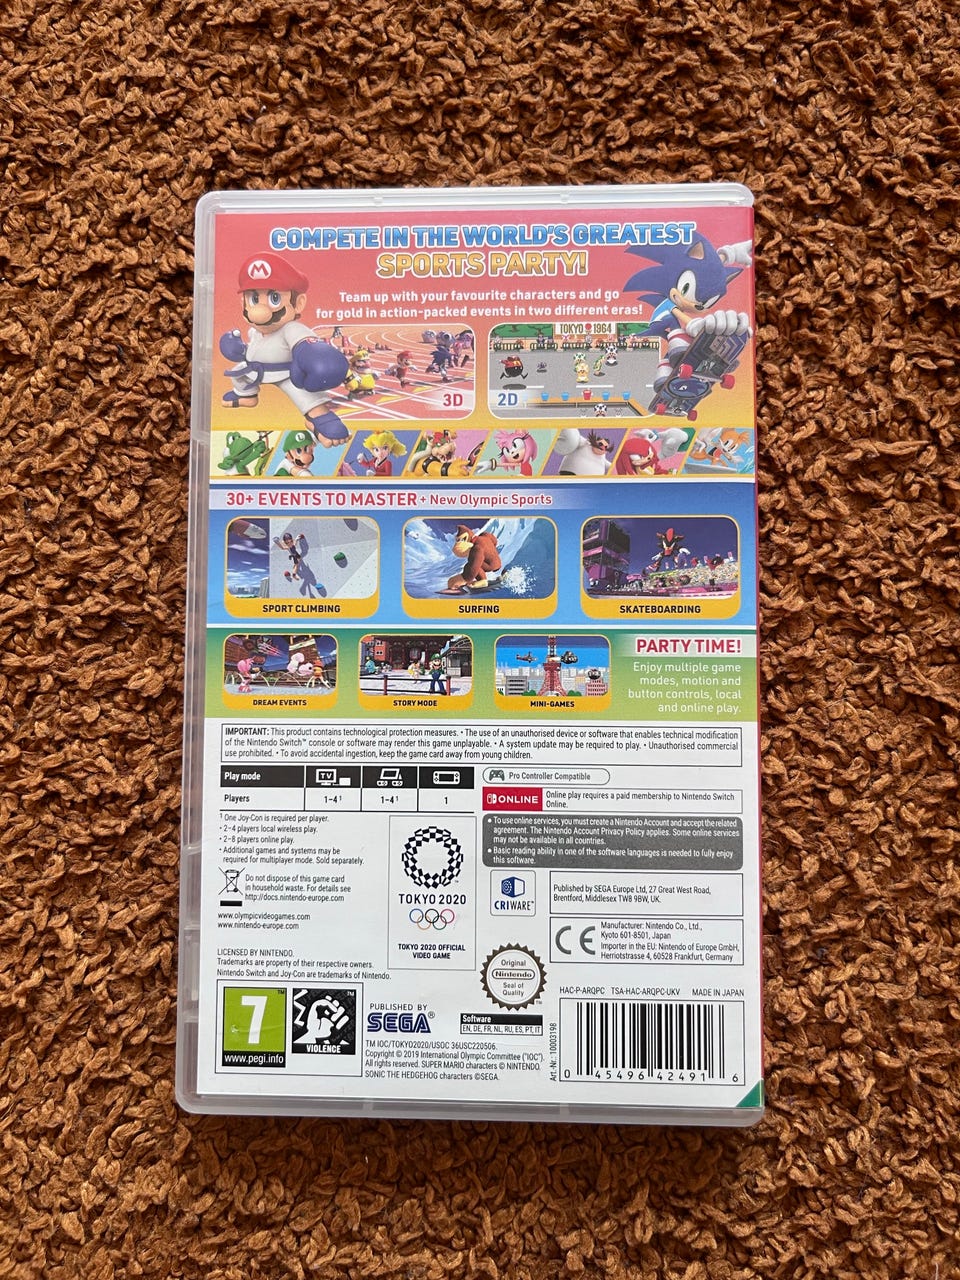 COMPETE IN THE WORLD'S GREATEST
SPORTS PARTY!
Team up with your favourite characters and go
for gold in action-packed events in two different eras!
TOKYO 1964
3D
2D
30+ EVENTS TO MASTER + New Olympic Sports
SPORT CLIMBING
SURFING
SKATEBOARDING
DREAM EVENTS
STORY MODE
MINI-GAMES
PARTY TIME!
Enjoy multiple game
modes, motion and
button controls, local
and online play.
IMPORTANT: This product contains technological protection measures. • The use of an unauthorised device or software that enables technical modification
of the Nintendo Switch™ console or software may render this game unplayable. • A system update may be required to play. • Unauthorised commercial
use prohibited. • To avoid accidental ingestion, keep the game card away from young children.
Play mode
TV
Players
1-4¹
1-4¹
1
Pro Controller Compatible
ONLINE
Online play requires a paid membership to Nintendo Switch
Online.
¹ One Joy-Con is required per player.
• 2-4 players local wireless play.
• 2-8 players online play.
• Additional games and systems may be
required for multiplayer mode. Sold separately.
• To use online services, you must create a Nintendo Account and accept the related
agreement. The Nintendo Account Privacy Policy applies. Some online services
may not be available in all countries.
• Basic reading ability in one of the software languages is needed to fully enjoy
this software.
Do not dispose of this game card
in household waste. For details see
http://docs.nintendo-europe.com
www.olympicvideogames.com
www.nintendo-europe.com
TOKYO 2020
TOKYO 2020 OFFICIAL
VIDEO GAME
CRIWARE™
Published by SEGA Europe Ltd, 27 Great West Road,
Brentford, Middlesex TW8 9BW, UK.
CE
Manufacturer: Nintendo Co., Ltd.,
Kyoto 601-8501, Japan
Importer in the EU: Nintendo of Europe GmbH,
Herriotstrasse 4, 60528 Frankfurt, Germany
LICENSED BY NINTENDO.
Trademarks are property of their respective owners.
Nintendo Switch and Joy-Con are trademarks of Nintendo.
Original
Nintendo
Seal of
Quality
HAC-P-ARQPC TSA-HAC-ARQPC-UKV MADE IN JAPAN
7
www.pegi.info
VIOLENCE
PUBLISHED BY
SEGA®
Software
EN, DE, FR, NL, RU, ES, PT, IT
TM IOC/TOKYO2020/USOC 36USC220506.
Copyright © 2019 International Olympic Committee ("IOC").
All rights reserved. SUPER MARIO characters © NINTENDO.
SONIC THE HEDGEHOG characters ©SEGA.
Art.-Nr.: 10003198
0 45496 42491 6